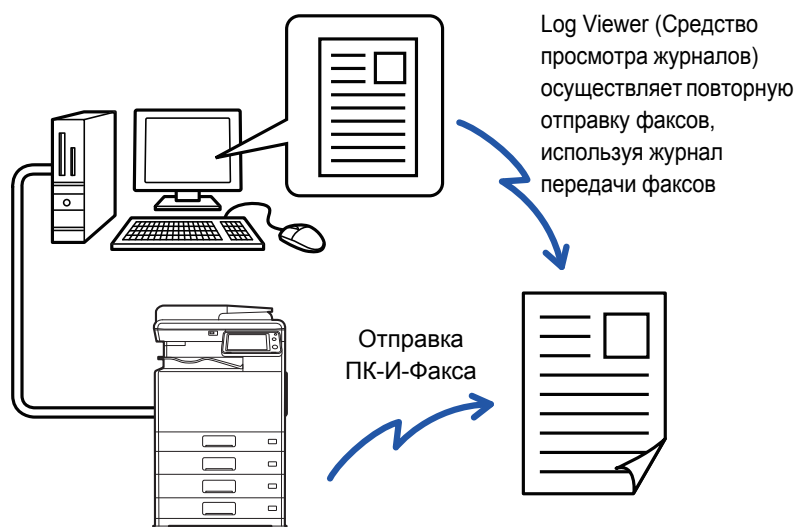 Log Viewer (Средство
просмотра журналов)
осуществляет повторную
отправку факсов,
используя журнал
передачи факсов
Отправка
ПК-И-Факса